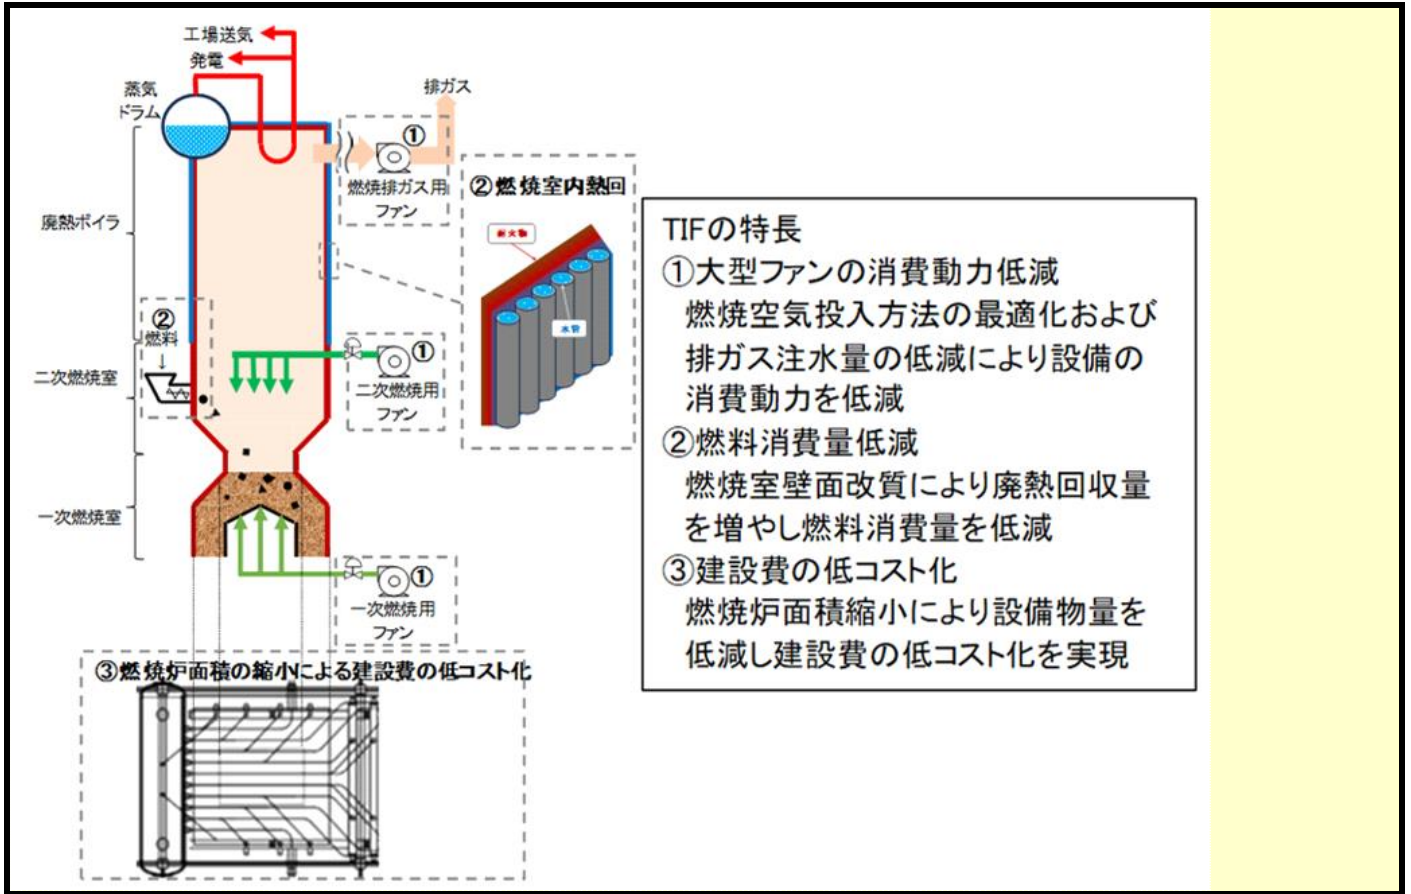 工場送気
発電
蒸気
ドラム
排ガス
①
燃焼排ガス用
ファン
②燃焼室内熱回
耐火物
水管
廃熱ボイラ
②
燃料
↓
二次燃焼室
①
二次燃焼用
ファン
一次燃焼室
①
一次燃焼用
ファン
③燃焼炉面積の縮小による建設費の低コスト化
TIFの特長
①大型ファンの消費動力低減
燃焼空気投入方法の最適化および
排ガス注水量の低減により設備の
消費動力を低減
②燃料消費量低減
燃焼室壁面改質により廃熱回収量
を増やし燃料消費量を低減
③建設費の低コスト化
燃焼炉面積縮小により設備物量を
低減し建設費の低コスト化を実現